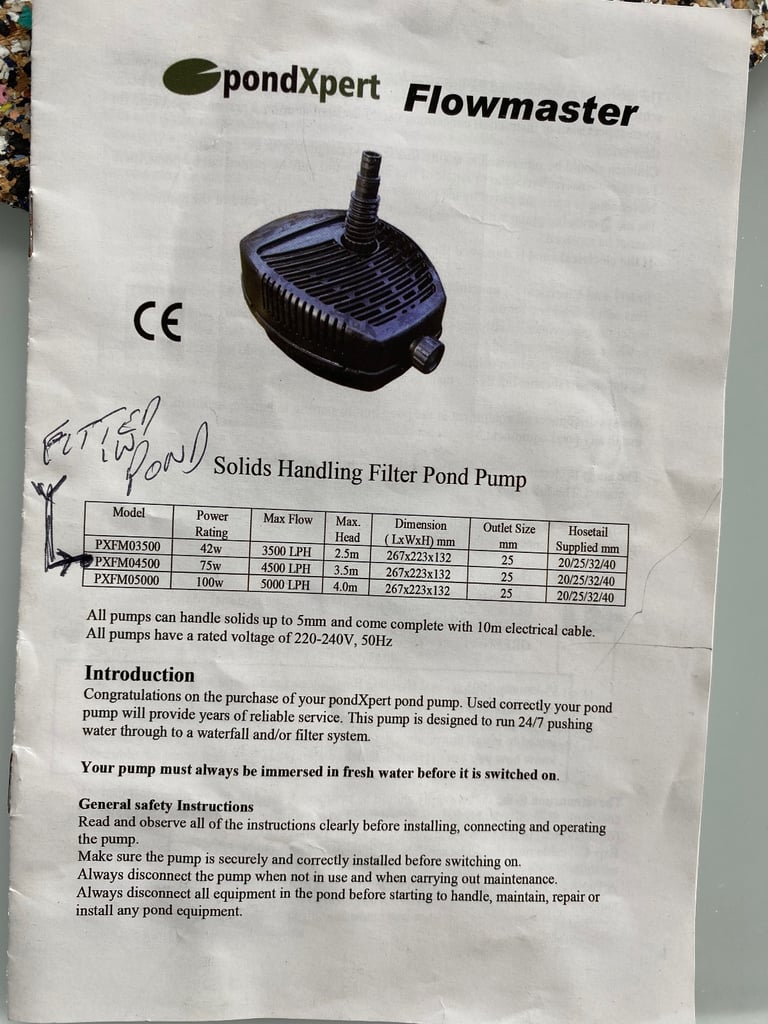 pondXpert Flowmaster
CE
FITTED
IN
POND
Solids Handling Filter Pond Pump
Model Power Rating Max Flow Max. Head Dimension ( LxWxH) mm Outlet Size mm Hosetail Supplied mm
PXFM03500 42w 3500 LPH 2.5m 267x223x132 25 20/25/32/40
PXFM04500 75w 4500 LPH 3.5m 267x223x132 25 20/25/32/40
PXFM05000 100w 5000 LPH 4.0m 267x223x132 25 20/25/32/40
All pumps can handle solids up to 5mm and come complete with 10m electrical cable.
All pumps have a rated voltage of 220-240V, 50Hz
Introduction
Congratulations on the purchase of your pondXpert pond pump. Used correctly your pond
pump will provide years of reliable service. This pump is designed to run 24/7 pushing
water through to a waterfall and/or filter system.
Your pump must always be immersed in fresh water before it is switched on.
General safety Instructions
Read and observe all of the instructions clearly before installing, connecting and operating
the pump.
Make sure the pump is securely and correctly installed before switching on.
Always disconnect the pump when not in use and when carrying out maintenance.
Always disconnect all equipment in the pond before starting to handle, maintain, repair or
install any pond equipment.